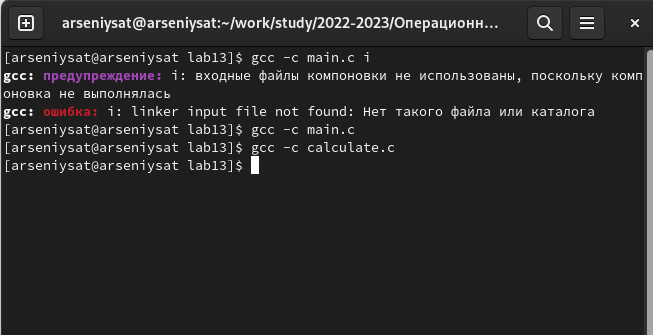 arseniysat@arseniysat:~/work/study/2022-2023/Операционн...
[arseniysat@arseniysat lab13]$ gcc -c main.c i
gcc: предупреждение: i: входные файлы компоновки не использованы, поскольку комп
оновка не выполнялась
gcc: ошибка: i: linker input file not found: Нет такого файла или каталога
[arseniysat@arseniysat lab13]$ gcc -c main.c
[arseniysat@arseniysat lab13]$ gcc -c calculate.c
[arseniysat@arseniysat lab13]$